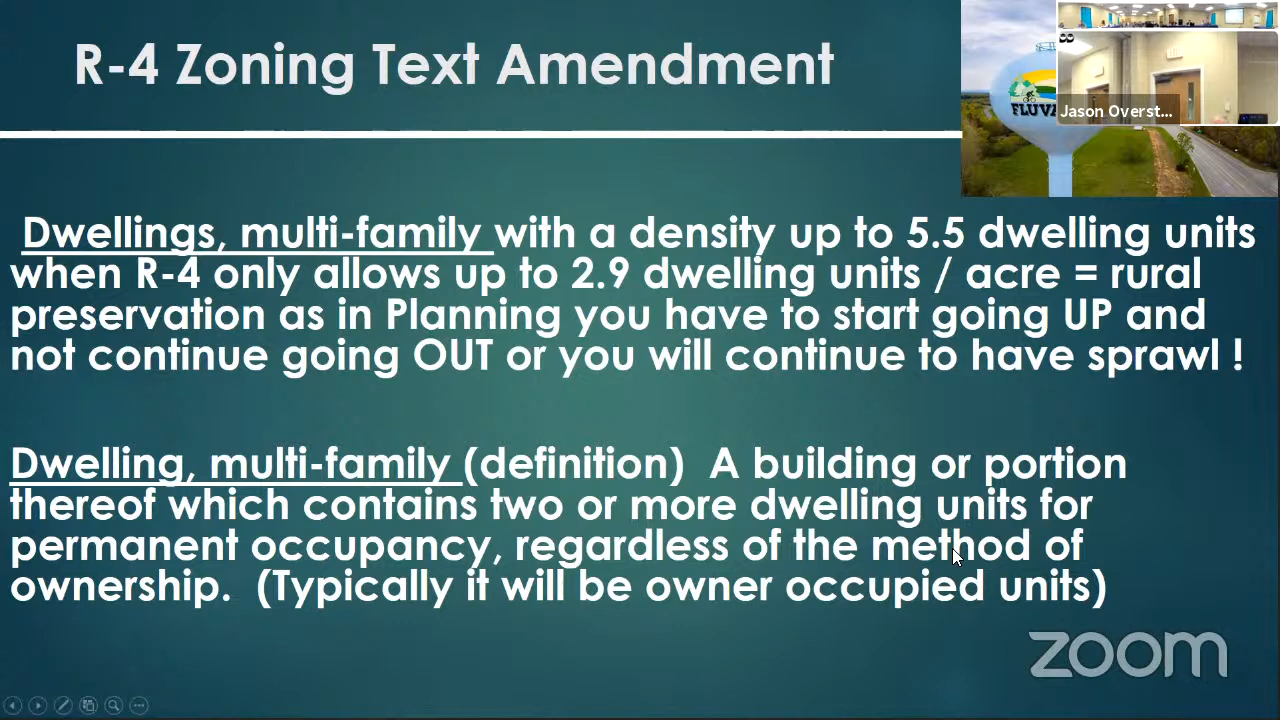 R-4 Zoning Text Amendment
FLUVA
Jason Overst...
Dwellings, multi-family with a density up to 5.5 dwelling units
when R-4 only allows up to 2.9 dwelling units / acre = rural
preservation as in Planning you have to start going UP and
not continue going OUT or you will continue to have sprawl !
Dwelling, multi-family (definition) A building or portion
thereof which contains two or more dwelling units for
permanent occupancy, regardless of the method of
ownership. (Typically it will be owner occupied units)
zoom